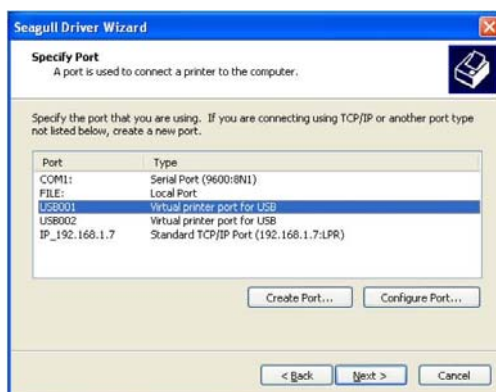 Seagull Driver Wizard
Specify Port
A port is used to connect a printer to the computer.
Specify the port that you are using. If you are connecting using TCP/IP or another port type
not listed below, create a new port.
Port Type
COM1: Serial Port (9600:8N1)
FILE: Local Port
USB001 Virtual printer port for USB
USB002 Virtual printer port for USB
IP_192.168.1.7 Standard TCP/IP Port (192.168.1.7:LPR)
Create Port... Configure Port...
< Back Next > Cancel